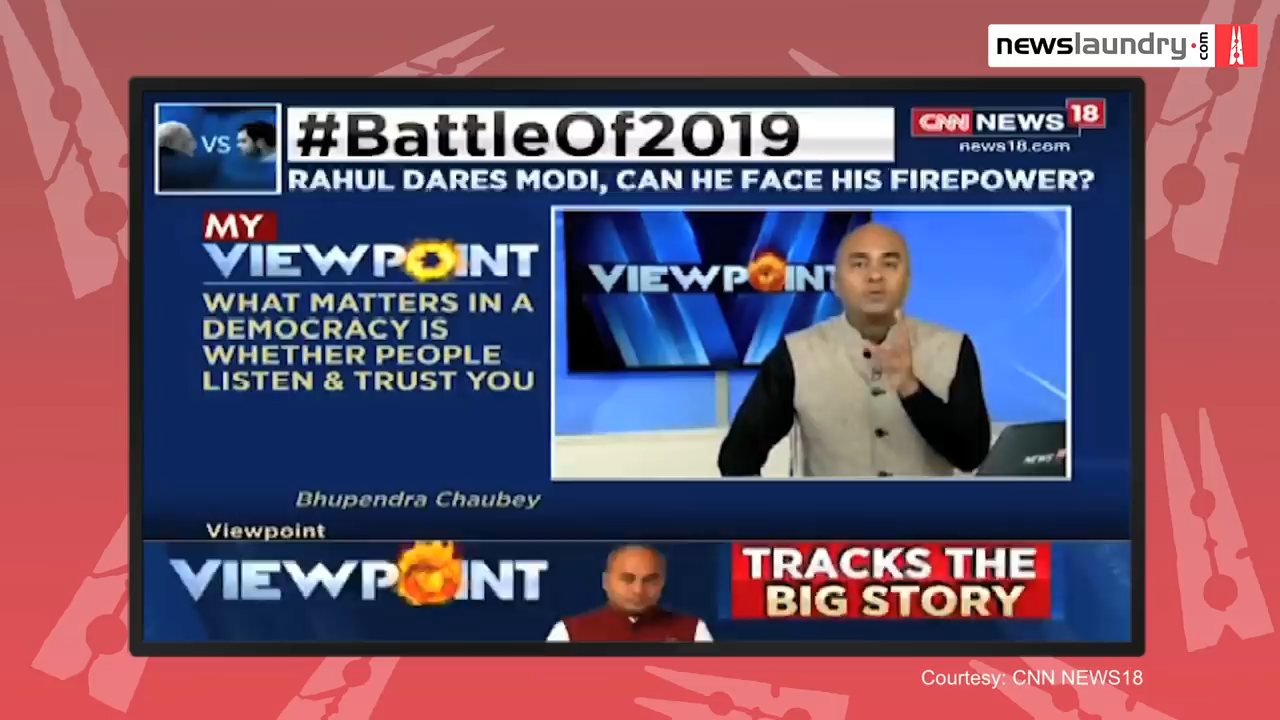 newslaundry.com
VS
#BattleOf2019
CNN NEWS 18
news18.com
RAHUL DARES MODI, CAN HE FACE HIS FIREPOWER?
MY
VIEWPOINT
WHAT MATTERS IN A
DEMOCRACY IS
WHETHER PEOPLE
LISTEN & TRUST YOU
VIEWPOINT
NEWS
Bhupendra Chaubey
Viewpoint
VIEWPOINT
TRACKS THE
BIG STORY
Courtesy: CNN NEWS18